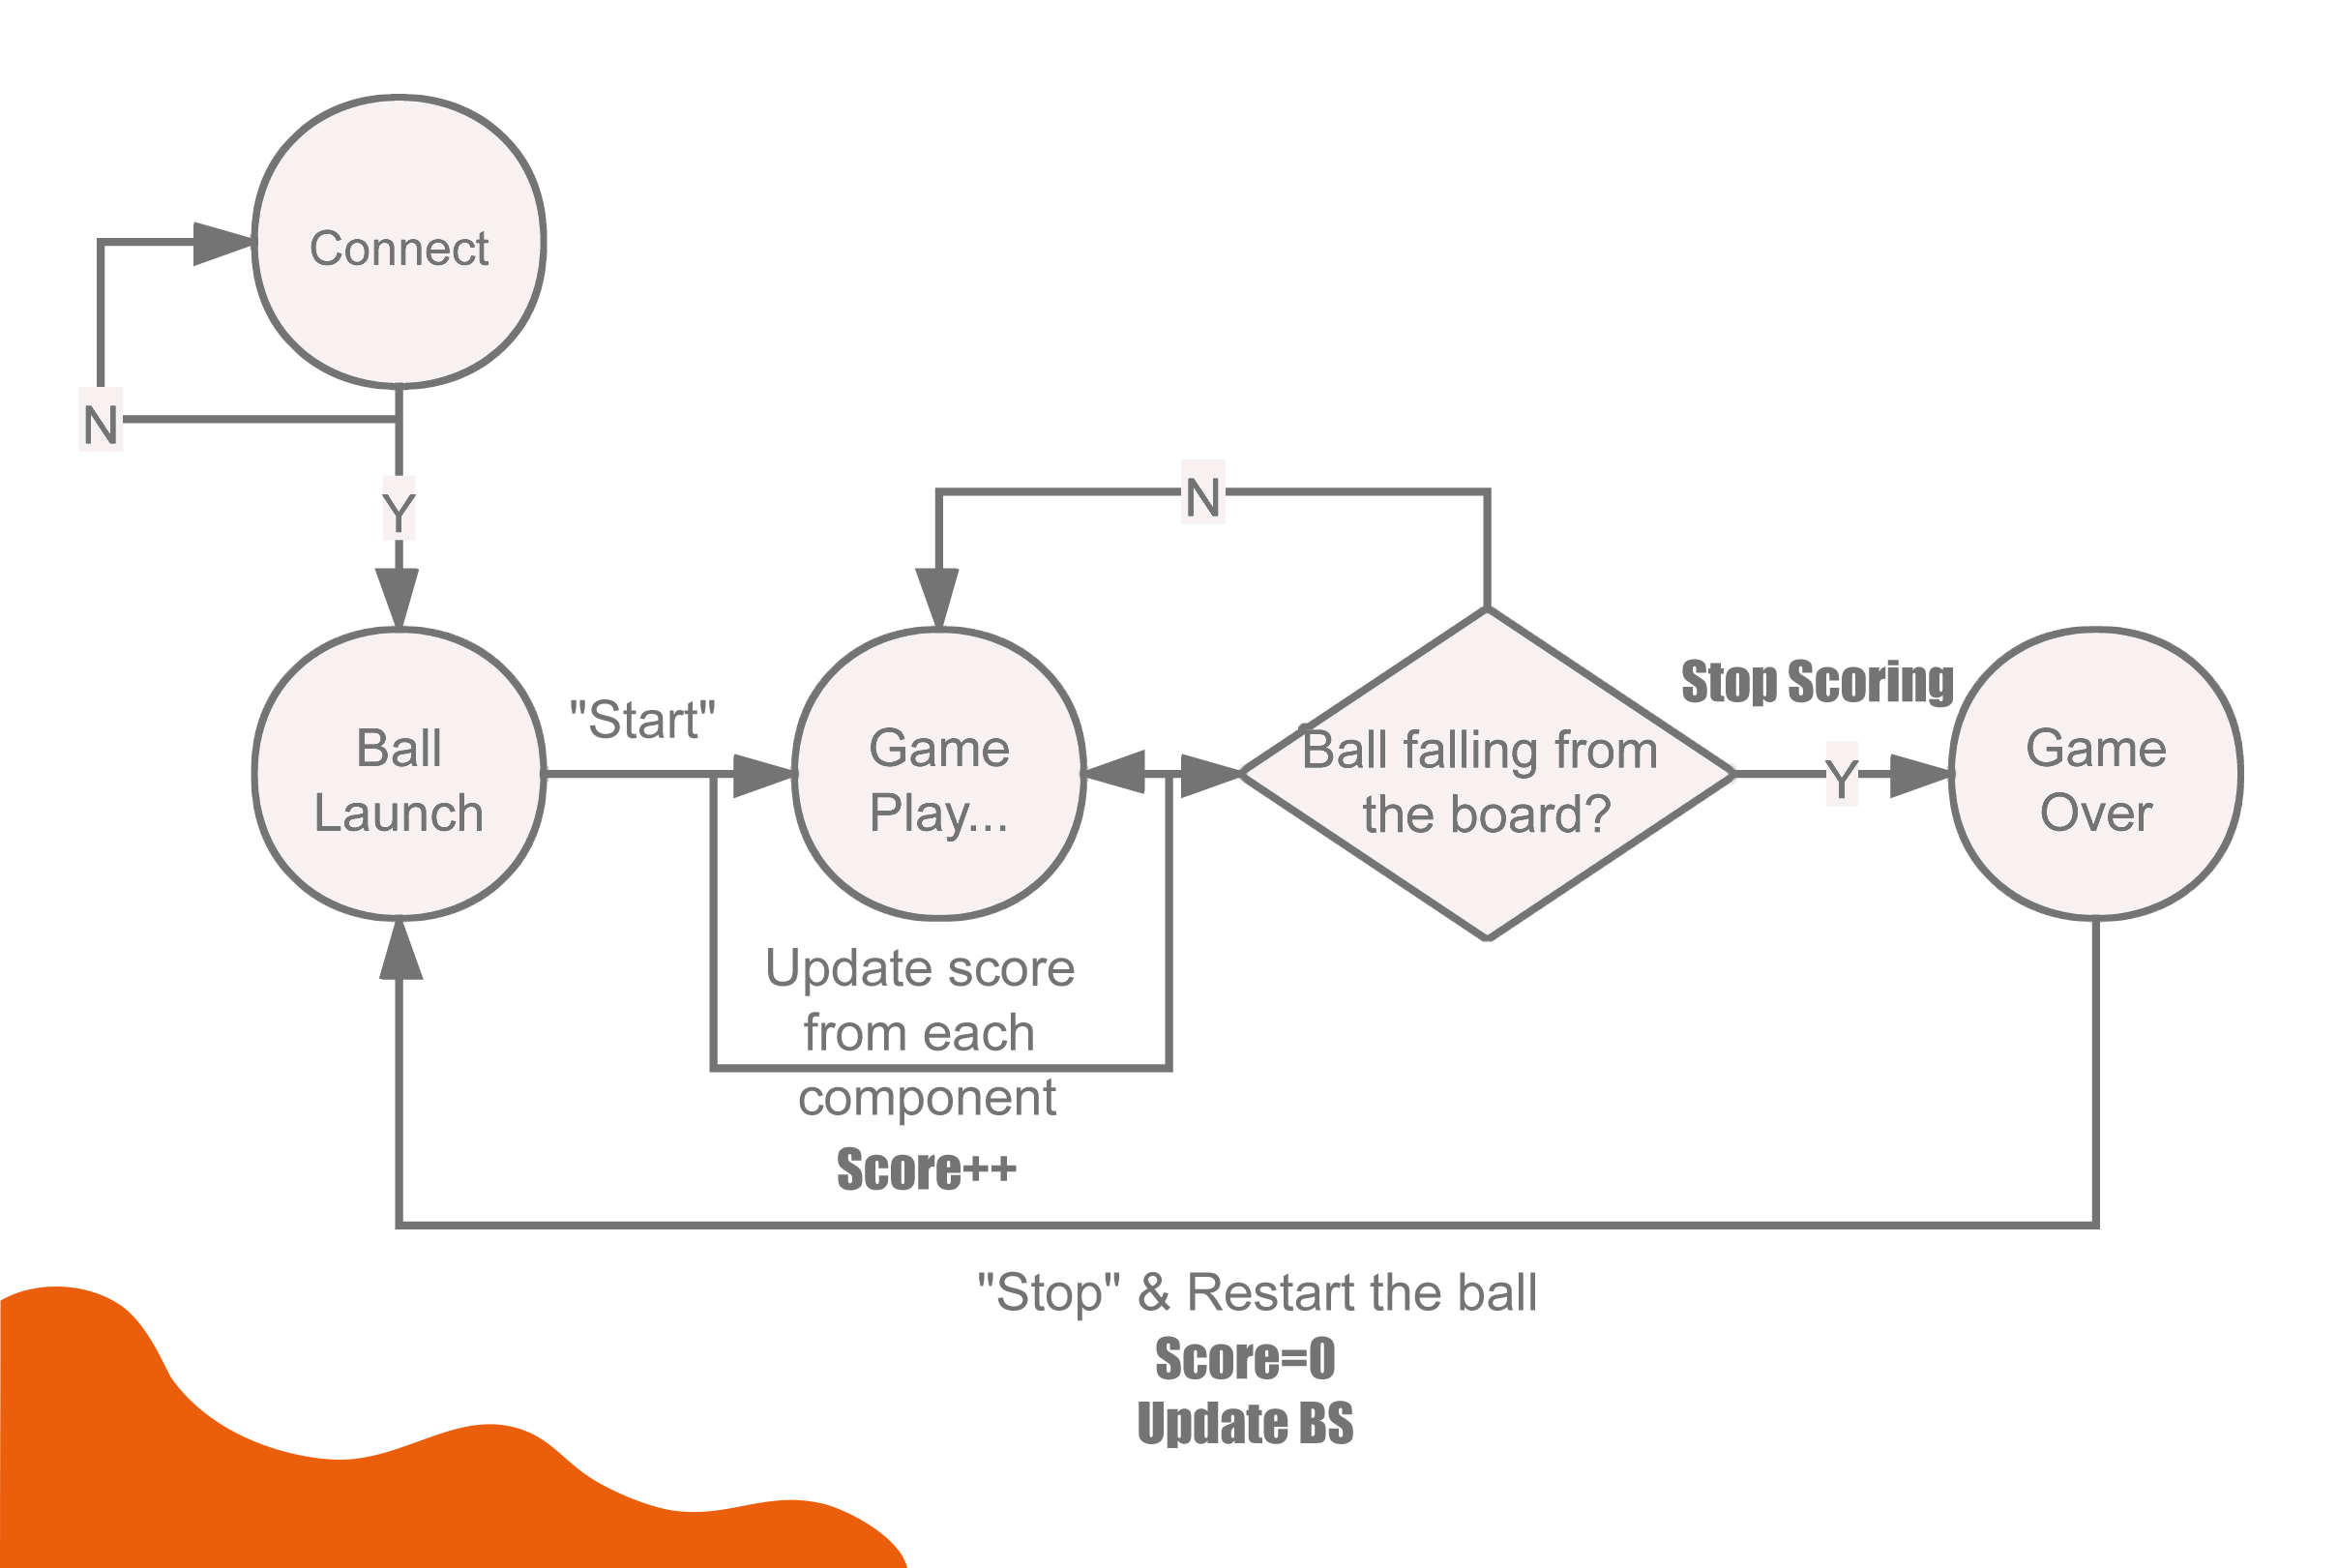 Connect
N
Y
N
Ball
Launch
"Start"
Game
Play...
Ball falling from
the board?
Stop Scoring
Y
Game
Over
Update score
from each
component
Score++
"Stop" & Restart the ball
Score=0
Update BS